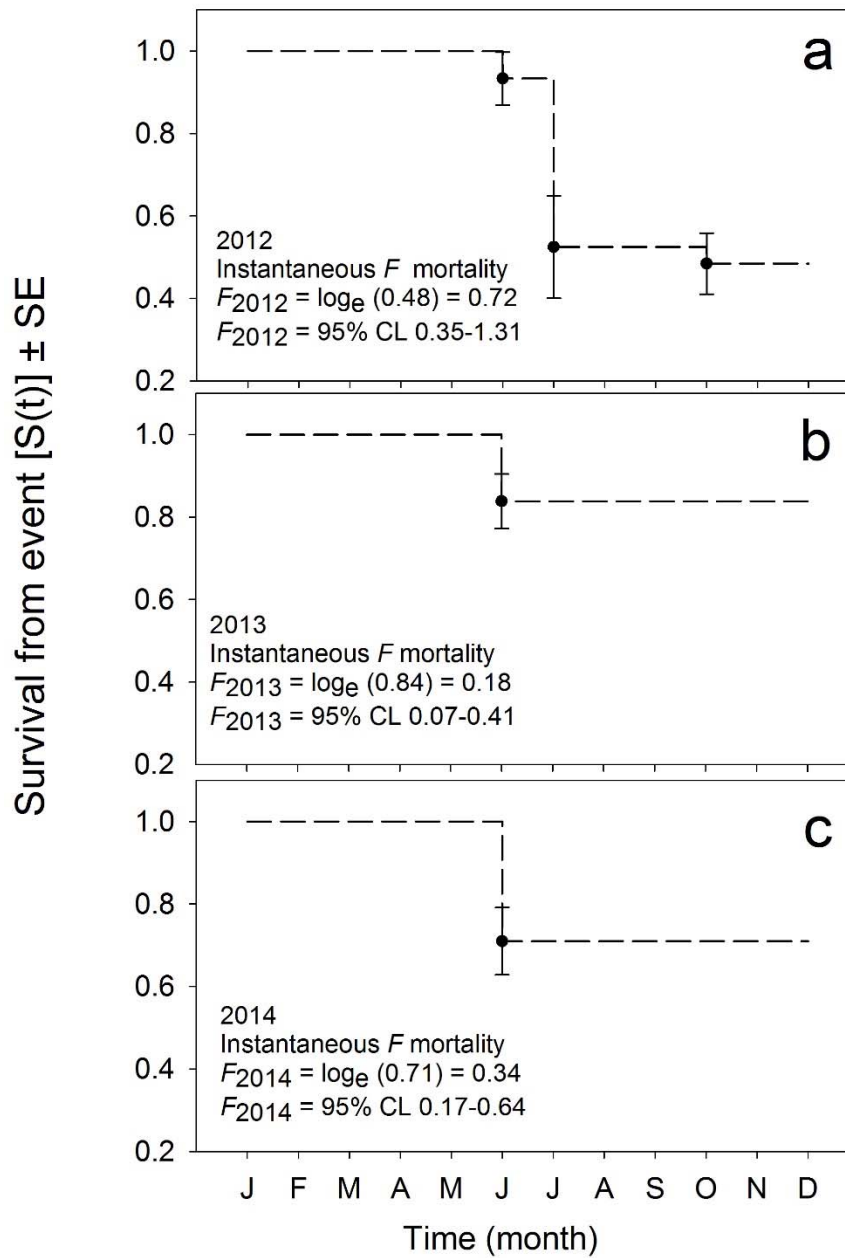 Survival from event [S(t)] ± SE
a
1.0
0.8
0.6
0.4
0.2
2012
Instantaneous F mortality
F2012 = loge (0.48) = 0.72
F2012 = 95% CL 0.35-1.31
b
1.0
0.8
0.6
0.4
0.2
2013
Instantaneous F mortality
F2013 = loge (0.84) = 0.18
F2013 = 95% CL 0.07-0.41
c
1.0
0.8
0.6
0.4
0.2
2014
Instantaneous F mortality
F2014 = loge (0.71) = 0.34
F2014 = 95% CL 0.17-0.64
J F M A M J J A S O N D
Time (month)